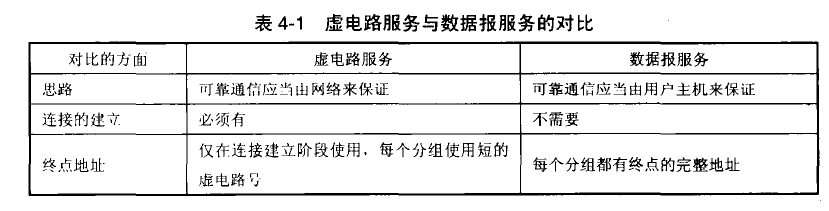 表 4-1 虚电路服务与数据报服务的对比
对比的方面 虚电路服务 数据报服务
思路 可靠通信应当由网络来保证 可靠通信应当由用户主机来保证
连接的建立 必须有 不需要
终点地址 仅在连接建立阶段使用，每个分组使用短的
虚电路号 每个分组都有终点的完整地址